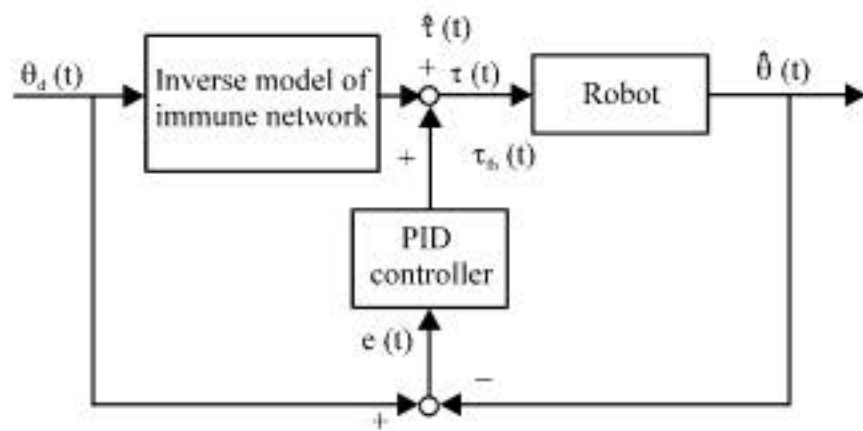 τ̂ (t)
θd (t)
Inverse model of
immune network
+
τ (t)
Robot
θ̂ (t)
+
τfb (t)
PID
controller
e (t)
−
+